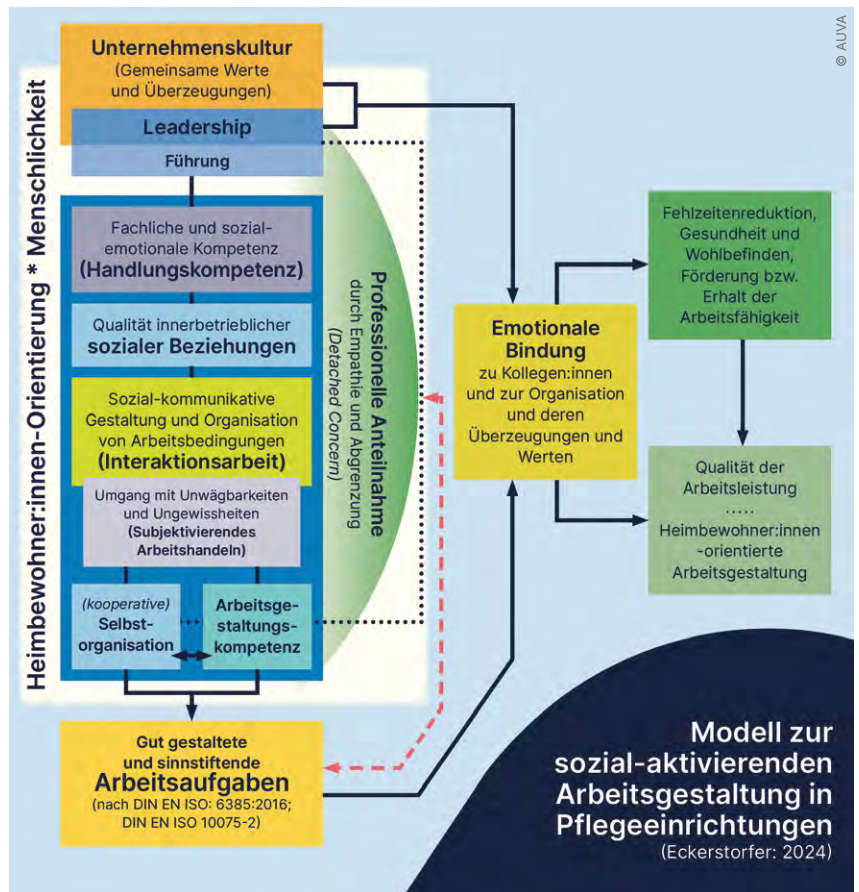 © AUVA
Unternehmenskultur
(Gemeinsame Werte
und Überzeugungen)
Leadership
Führung
Heimbewohner:innen-Orientierung * Menschlichkeit
Fachliche und sozial-
emotionale Kompetenz
(Handlungskompetenz)
Qualität innerbetrieblicher
sozialer Beziehungen
Sozial-kommunikative
Gestaltung und Organisation
von Arbeitsbedingungen
(Interaktionsarbeit)
Umgang mit Unwägbarkeiten
und Ungewissheiten
(Subjektivierendes
Arbeitshandeln)
(kooperative)
Selbst-
organisation
Arbeitsge-
staltungs-
kompetenz
Professionelle Anteilnahme
durch Empathie und Abgrenzung
(Detached Concern)
Gut gestaltete
und sinnstiftende
Arbeitsaufgaben
(nach DIN EN ISO: 6385:2016;
DIN EN ISO 10075-2)
Emotionale
Bindung
zu Kollegen:innen
und zur Organisation
und deren
Überzeugungen und
Werten
Fehlzeitenreduktion,
Gesundheit und
Wohlbefinden,
Förderung bzw.
Erhalt der
Arbeitsfähigkeit
Qualität der
Arbeitsleistung
.....
Heimbewohner:innen
-orientierte
Arbeitsgestaltung
Modell zur
sozial-aktivierenden
Arbeitsgestaltung in
Pflegeeinrichtungen
(Eckerstorfer: 2024)